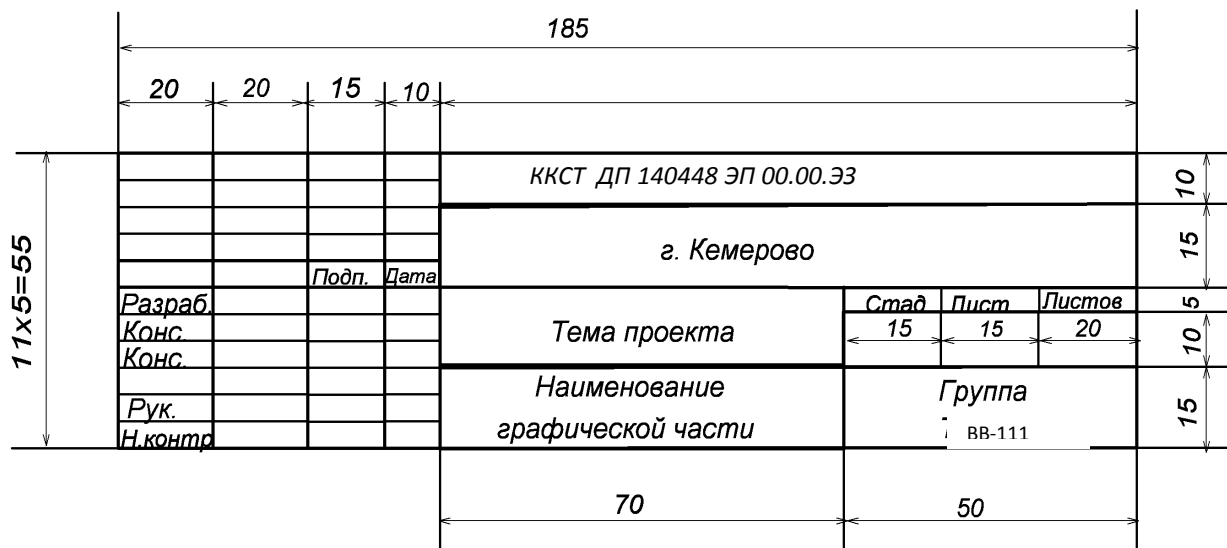 185
20 20 15 10
ККСТ ДП 140448 ЭП 00.00.ЭЗ
10
г. Кемерово
15
11х5=55
Подп. Дата
Разраб.
Стад Лист Листов
5
Конс.
Тема проекта
15 15 20
10
Конс.
Наименование
графической части
Группа
ВВ-111
15
Рук.
Н.контр
70
50